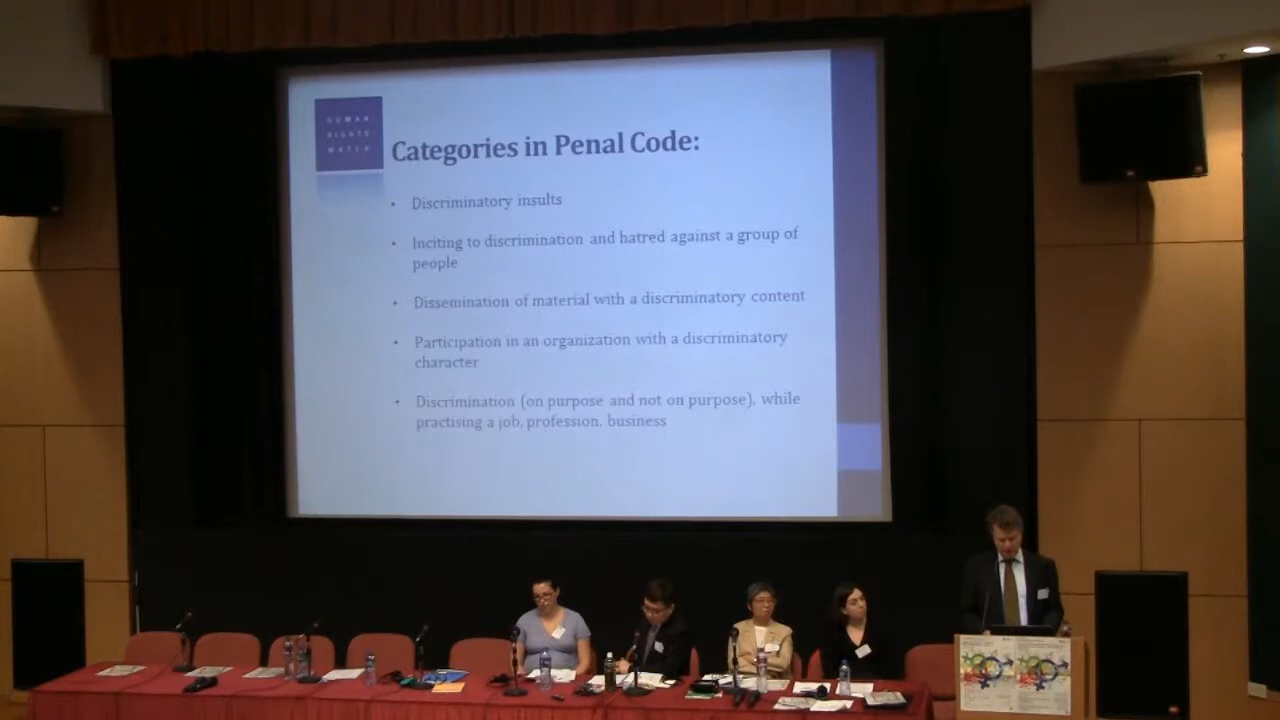 HUMAN
RIGHTS
WATCH
Categories in Penal Code:
• Discriminatory insults
• Inciting to discrimination and hatred against a group of
people
• Dissemination of material with a discriminatory content
• Participation in an organization with a discriminatory
character
• Discrimination (on purpose and not on purpose), while
practising a job, profession, business